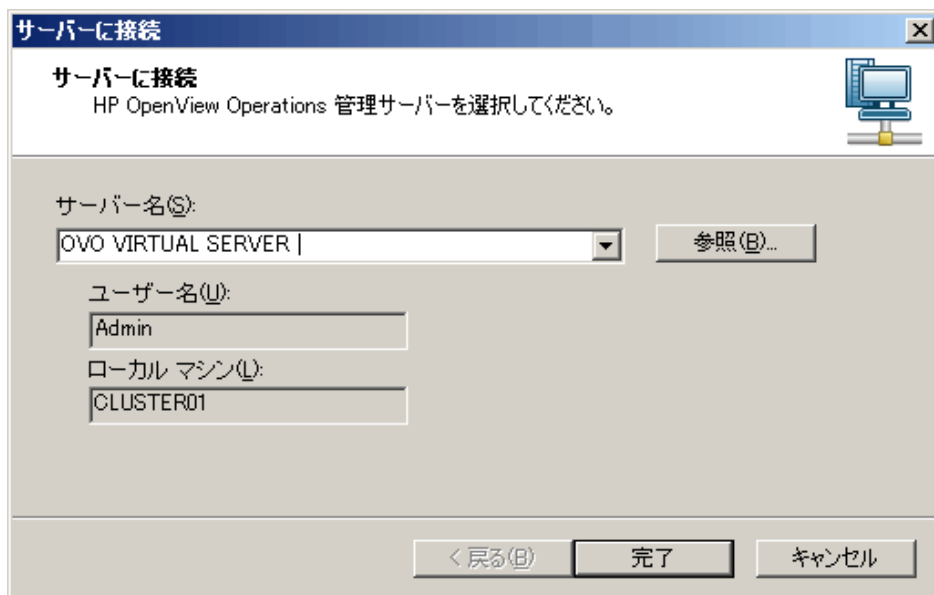 サーバーに接続
サーバーに接続
HP OpenView Operations 管理サーバーを選択してください。
サーバー名(S):
OVO VIRTUAL SERVER
参照(B)...
ユーザー名(U):
Admin
ローカル マシン(L):
CLUSTER01
< 戻る(B)
完了
キャンセル